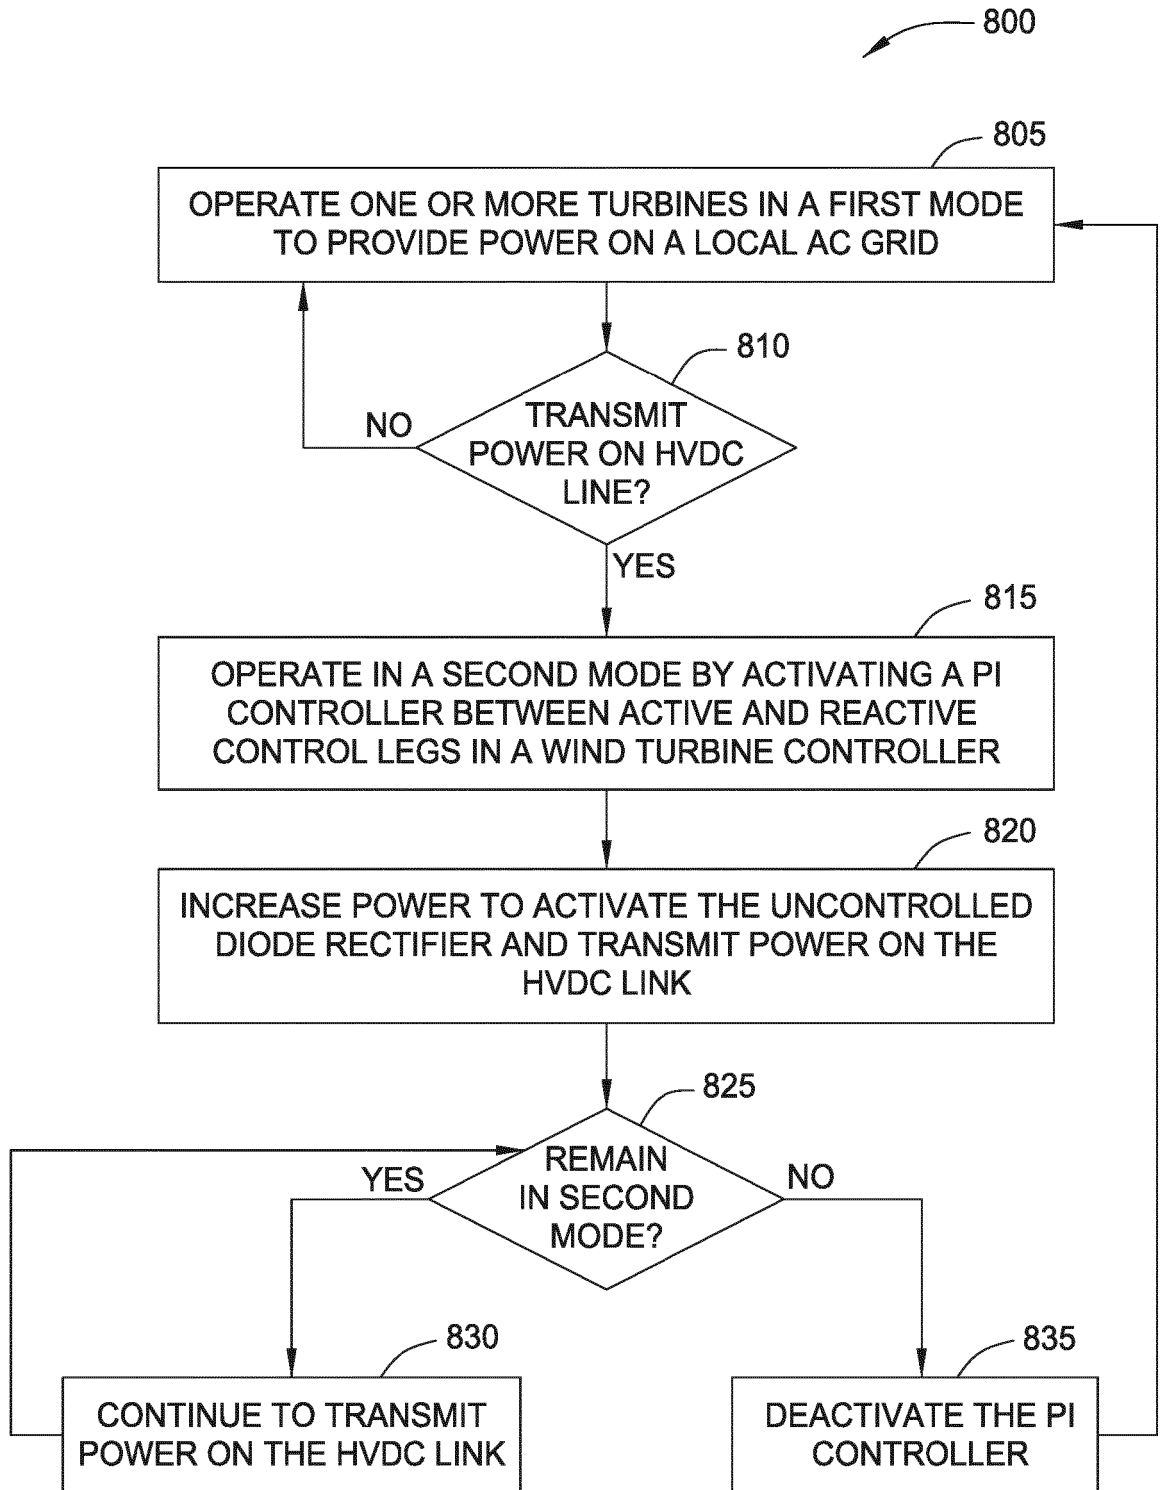 800
805
OPERATE ONE OR MORE TURBINES IN A FIRST MODE
TO PROVIDE POWER ON A LOCAL AC GRID
810
TRANSMIT
POWER ON HVDC
LINE?
NO
YES
815
OPERATE IN A SECOND MODE BY ACTIVATING A PI
CONTROLLER BETWEEN ACTIVE AND REACTIVE
CONTROL LEGS IN A WIND TURBINE CONTROLLER
820
INCREASE POWER TO ACTIVATE THE UNCONTROLLED
DIODE RECTIFIER AND TRANSMIT POWER ON THE
HVDC LINK
825
REMAIN
IN SECOND
MODE?
YES
NO
830
CONTINUE TO TRANSMIT
POWER ON THE HVDC LINK
835
DEACTIVATE THE PI
CONTROLLER